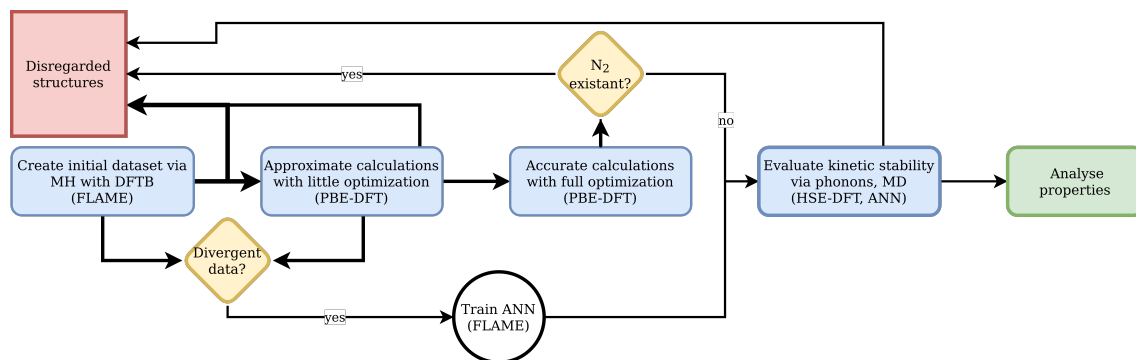 Disregarded
structures
yes
N₂
existant?
no
Create initial dataset via
MH with DFTB
(FLAME)
Approximate calculations
with little optimization
(PBE-DFT)
Accurate calculations
with full optimization
(PBE-DFT)
Evaluate kinetic stability
via phonons, MD
(HSE-DFT, ANN)
Analyse
properties
Divergent
data?
yes
Train ANN
(FLAME)